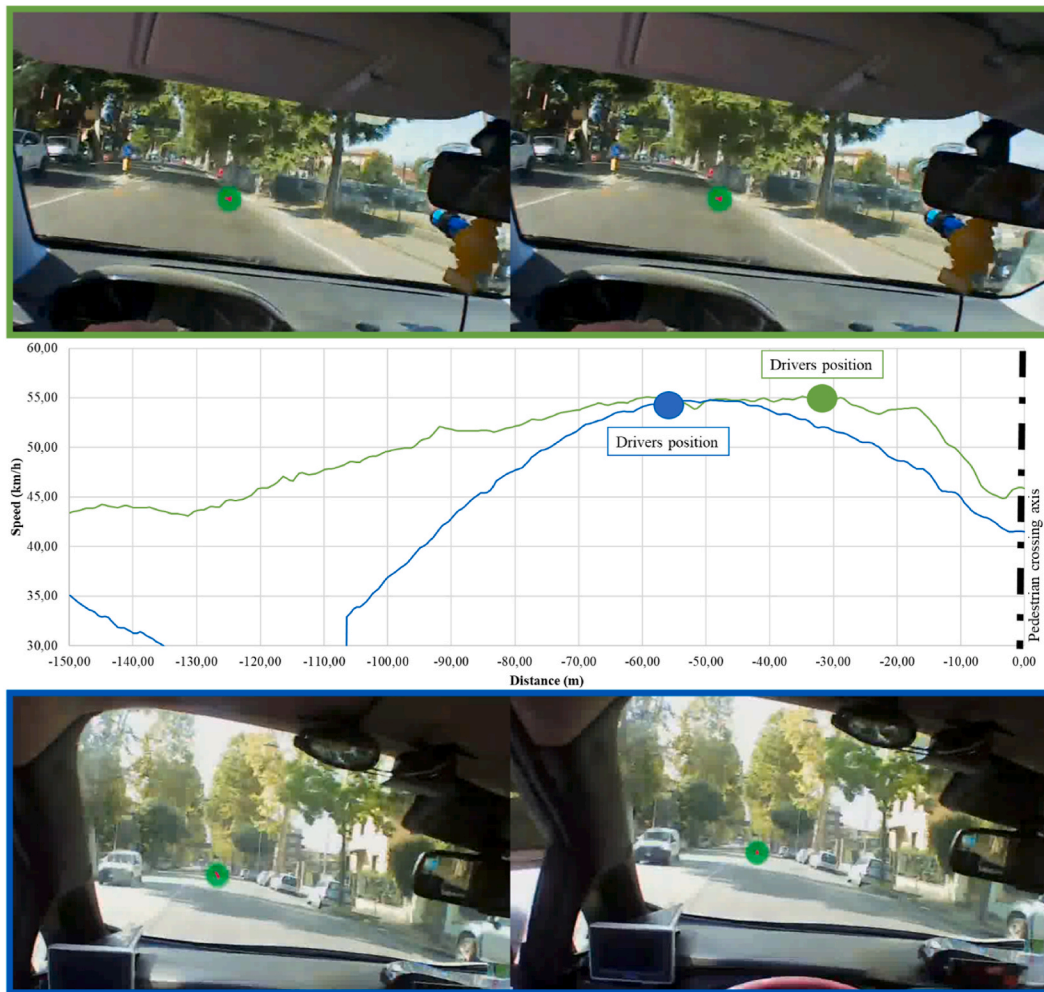 60,00
55,00
50,00
45,00
40,00
35,00
30,00
Speed (km/h)
Drivers position
Drivers position
Pedestrian crossing axis
-150,00 -140,00 -130,00 -120,00 -110,00 -100,00 -90,00 -80,00 -70,00 -60,00 -50,00 -40,00 -30,00 -20,00 -10,00 0,00
Distance (m)